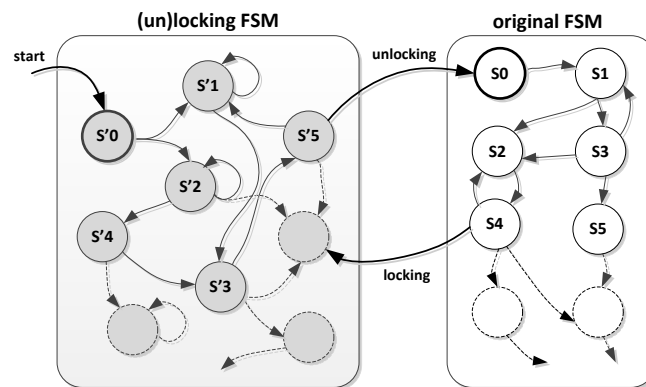 (un)locking FSM
original FSM
start
unlocking
S'0
S'1
S'5
S'2
S'4
S'3
S0
S1
S2
S3
S4
S5
locking